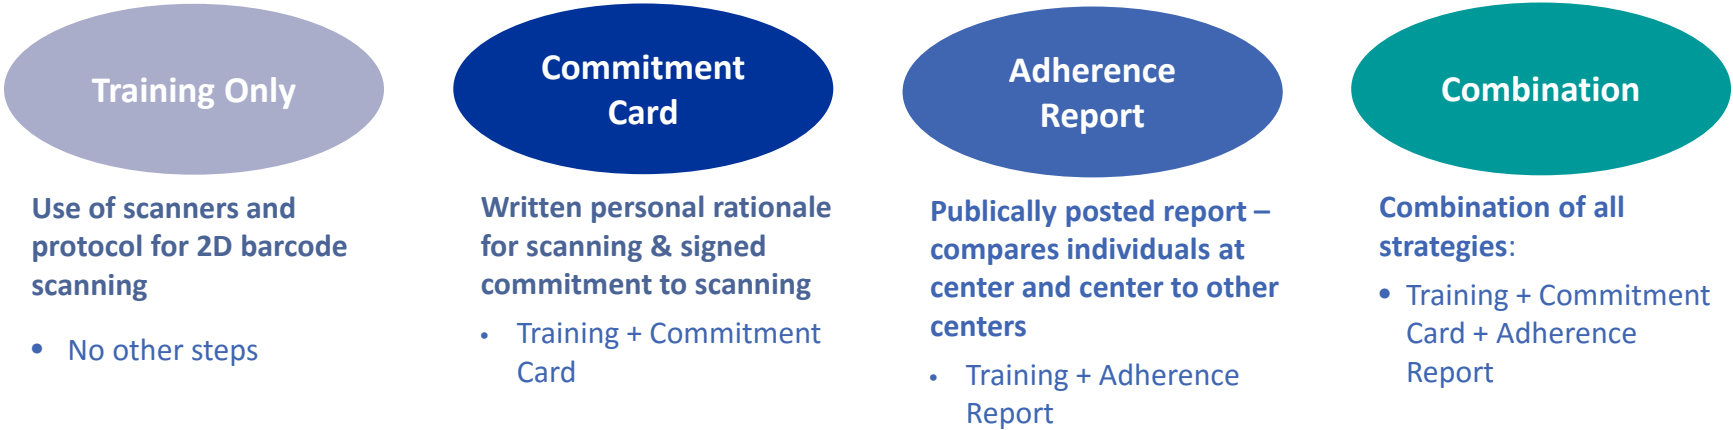 Training Only
Use of scanners and
protocol for 2D barcode
scanning
• No other steps
Commitment
Card
Written personal rationale
for scanning & signed
commitment to scanning
• Training + Commitment
Card
Adherence
Report
Publically posted report –
compares individuals at
center and center to other
centers
• Training + Adherence
Report
Combination
Combination of all
strategies:
• Training + Commitment
Card + Adherence
Report